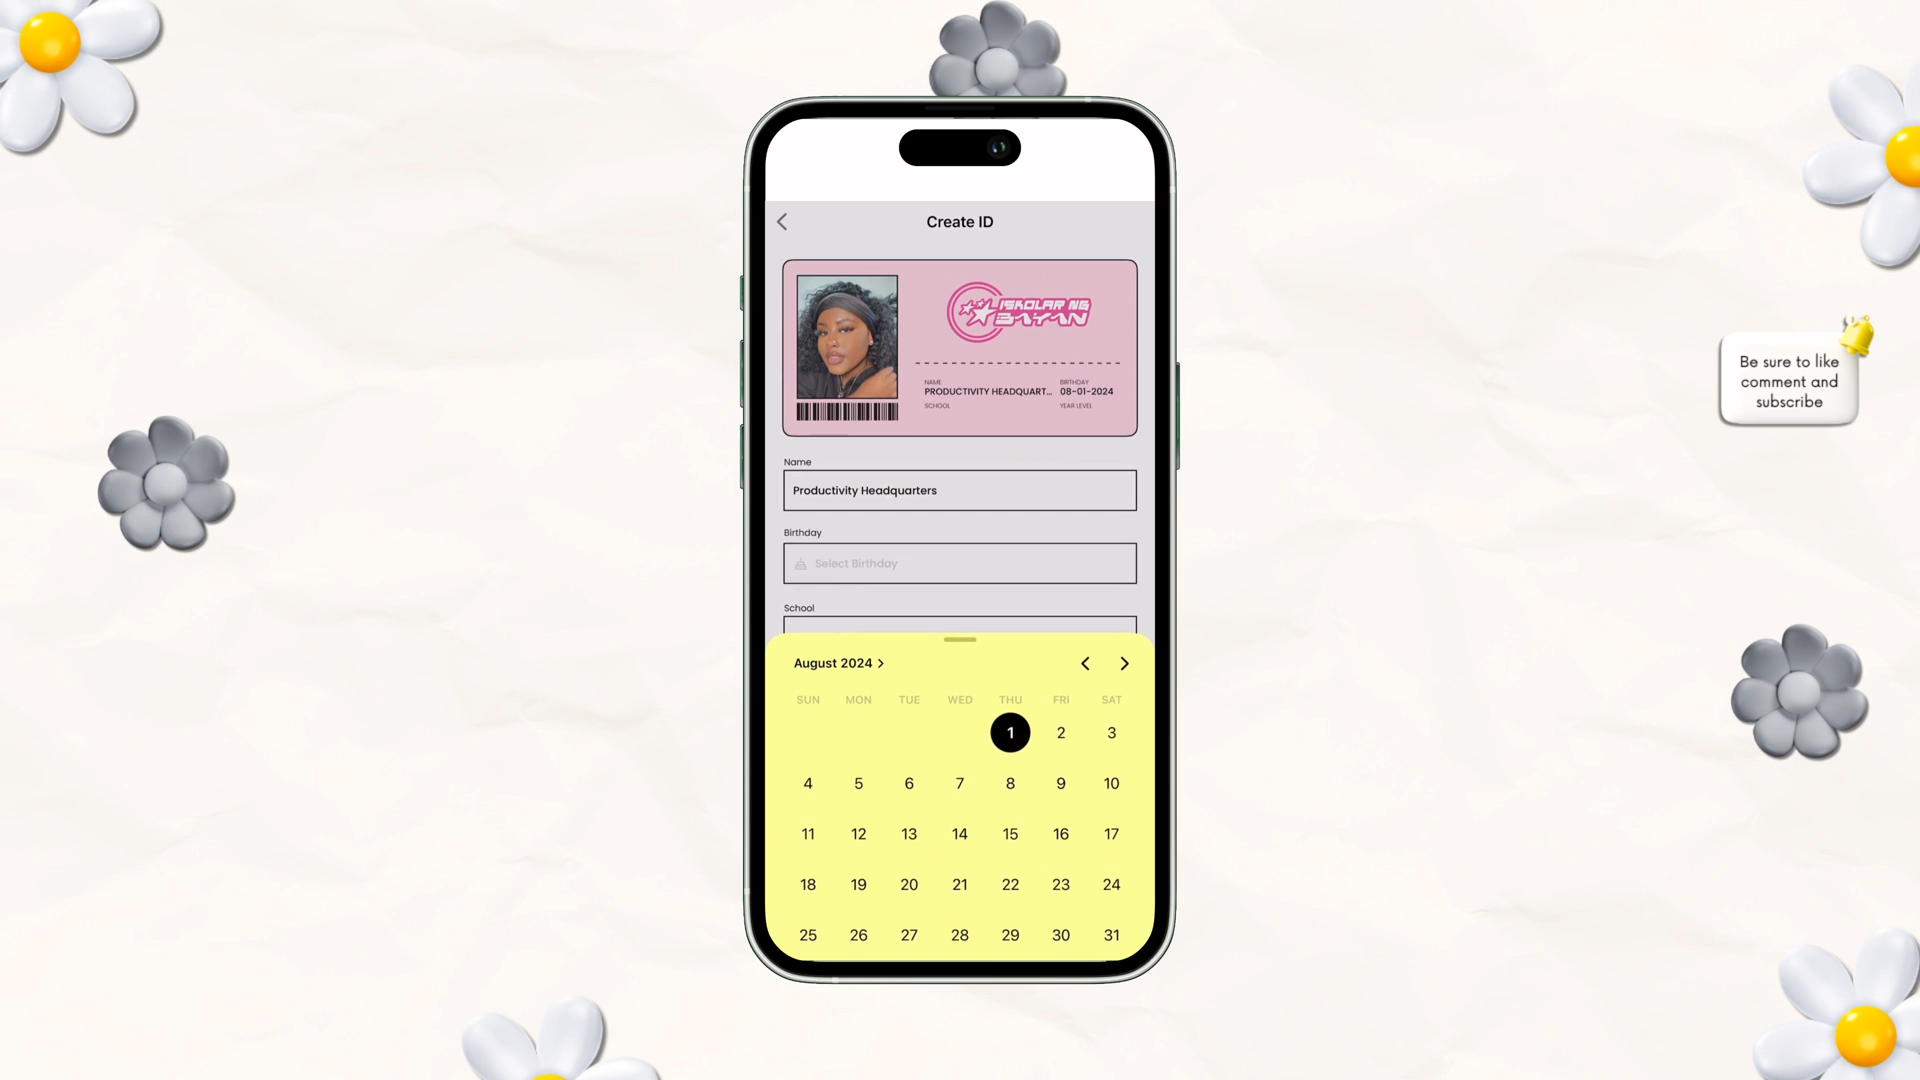 Create ID
ISKOLAR NG
BAYAN
NAME
BIRTHDAY
PRODUCTIVITY HEADQUART...
08-01-2024
SCHOOL
YEAR LEVEL
Name
Productivity Headquarters
Birthday
Select Birthday
School
August 2024
SUN MON TUE WED THU FRI SAT
1 2 3
4 5 6 7 8 9 10
11 12 13 14 15 16 17
18 19 20 21 22 23 24
25 26 27 28 29 30 31
Be sure to like
comment and
subscribe